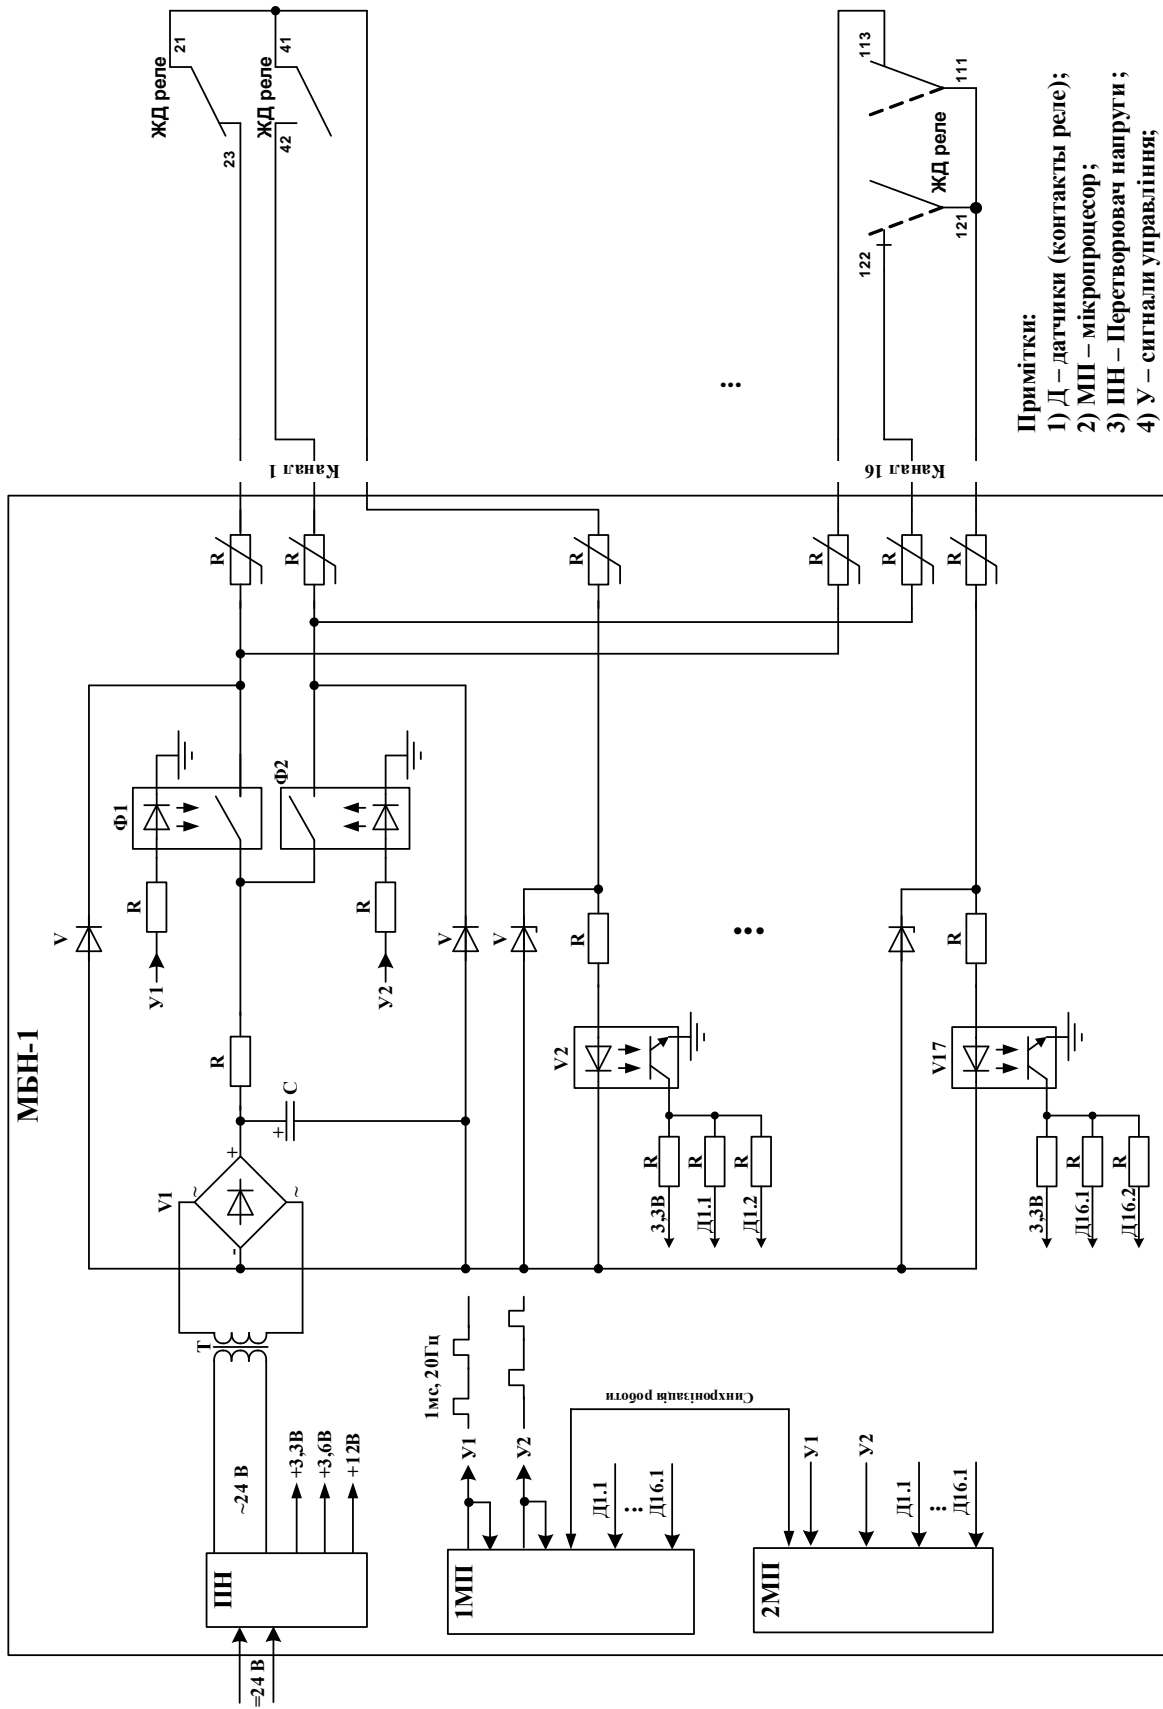 МБН-1
ПН
=24 В
~24 В
+3,3В
+3,6В
+12В
Т
V1
~
~
+
-
+
С
R
V
У1
R
Ф1
Ф2
У2
R
V
V
R
V2
3,3В
R
Д1.1
R
Д1.2
R
...
R
V17
3,3В
Д16.1
R
Д16.2
R
R
R
R
R
R
R
Канал 1
Канал 16
ЖД реле
21
23
ЖД реле
41
42
...
113
111
ЖД реле
122
121
1МП
У1
У2
1мс, 20Гц
Д1.1
...
Д16.1
Синхронізація роботи
2МП
У1
У2
Д1.1
...
Д16.1
Примітки:
1) Д – датчики (контакты реле);
2) МП – мікропроцесор;
3) ПН – Перетворювач напруги;
4) У – сигнали управління;